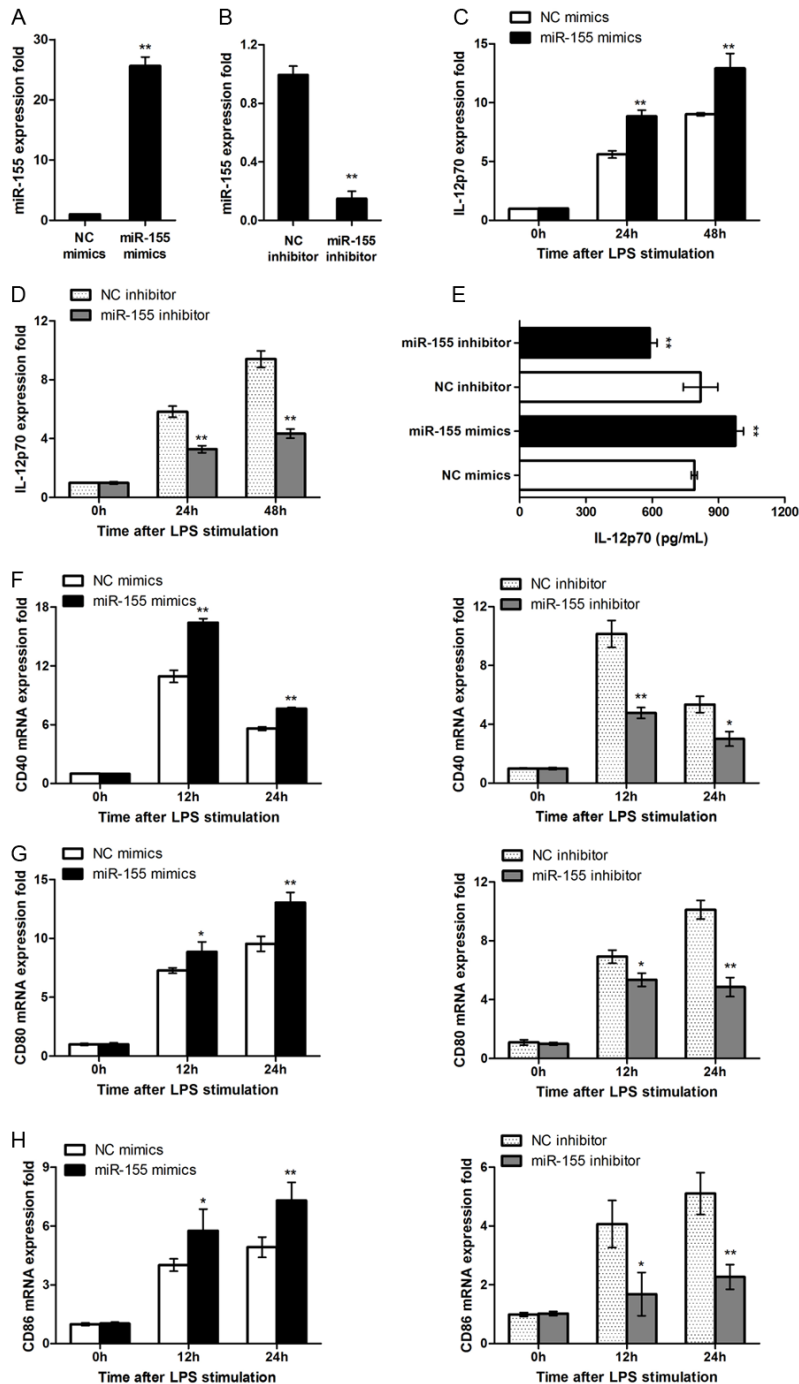 A
miR-155 expression fold
30
20
10
0
**
NC
mimics
miR-155
mimics
B
miR-155 expression fold
1.2
0.8
0.4
0.0
**
NC
inhibitor
miR-155
inhibitor
C
NC mimics
miR-155 mimics
IL-12p70 expression fold
15
10
5
0
**
**
0h
24h
48h
Time after LPS stimulation
D
NC inhibitor
miR-155 inhibitor
IL-12p70 expression fold
12
8
4
0
**
**
0h
24h
48h
Time after LPS stimulation
E
miR-155 inhibitor
**
NC inhibitor
miR-155 mimics
**
NC mimics
0
300
600
900
1200
IL-12p70 (pg/mL)
F
NC mimics
miR-155 mimics
CD40 mRNA expression fold
18
12
6
0
**
**
0h
12h
24h
Time after LPS stimulation
NC inhibitor
miR-155 inhibitor
CD40 mRNA expression fold
12
8
4
0
**
*
0h
12h
24h
Time after LPS stimulation
G
NC mimics
miR-155 mimics
CD80 mRNA expression fold
15
10
5
0
*
**
0h
12h
24h
Time after LPS stimulation
NC inhibitor
miR-155 inhibitor
CD80 mRNA expression fold
12
8
4
0
*
**
0h
12h
24h
Time after LPS stimulation
H
NC mimics
miR-155 mimics
CD86 mRNA expression fold
9
6
3
0
*
**
0h
12h
24h
Time after LPS stimulation
NC inhibitor
miR-155 inhibitor
CD86 mRNA expression fold
6
4
2
0
*
**
0h
12h
24h
Time after LPS stimulation